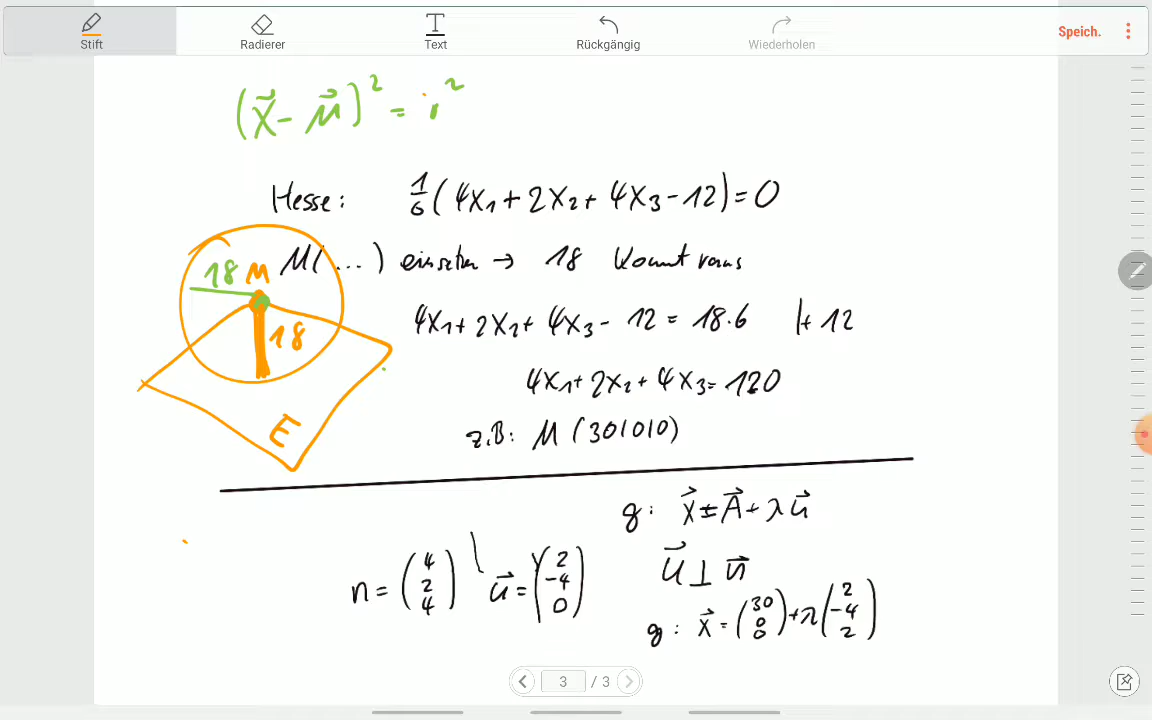 Stift Radierer Text Rückgängig Wiederholen Speich.
(x⃗ - μ⃗)² = r²
Hesse: 1/6 (4x₁ + 2x₂ + 4x₃ - 12) = 0
M(...) einsetzen → 18 kommt raus
18 M
4x₁ + 2x₂ + 4x₃ - 12 = 18·6 |+ 12
18
4x₁ + 2x₂ + 4x₃ = 120
E
z.B: M (30|0|0)
g: x⃗ = A⃗ + λ u⃗
u⃗ ⊥ n⃗
n = (4 2 4) u⃗ = (2 -4 0)
g: x⃗ = (30 0 0) + λ (2 -4 2)
3 / 3